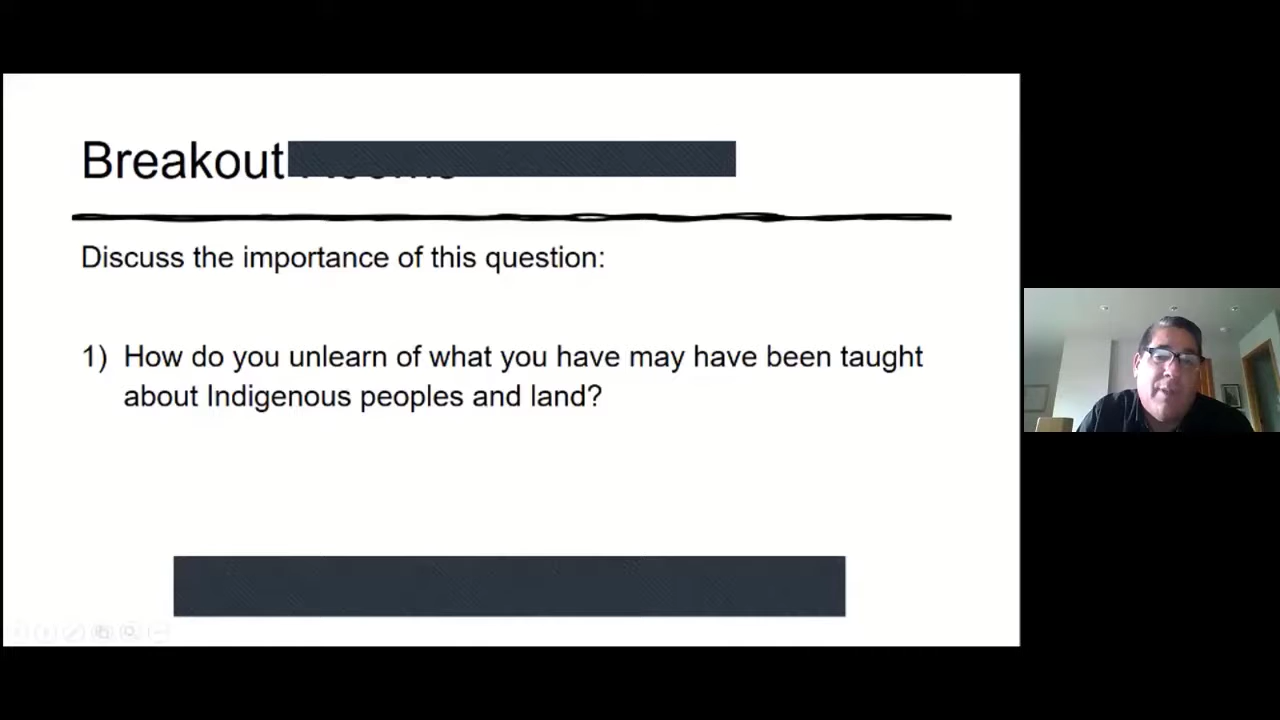 Breakout
Discuss the importance of this question:
1) How do you unlearn of what you have may have been taught
about Indigenous peoples and land?